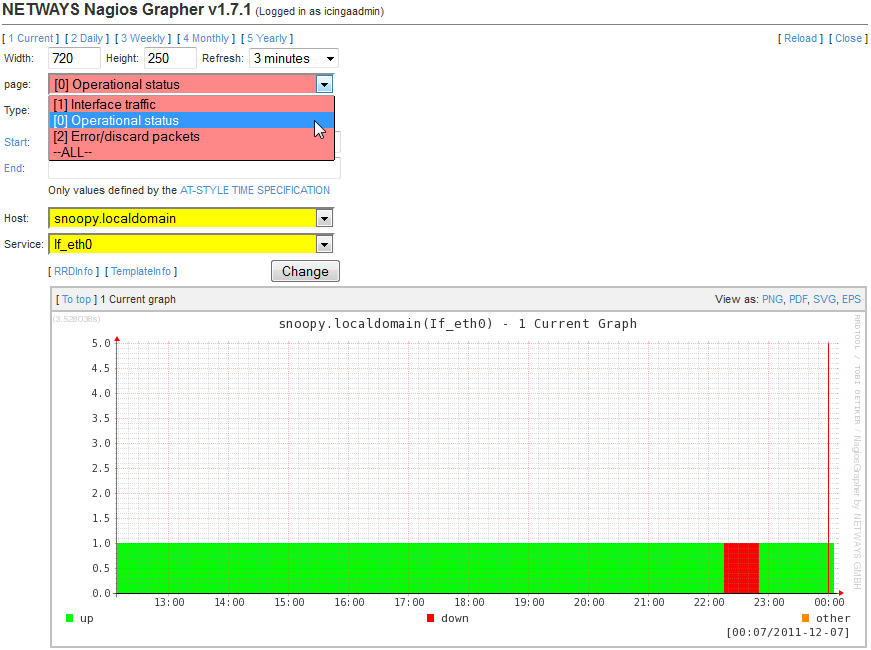 NETWAYS Nagios Grapher v1.7.1 (Logged in as icingaadmin)
[ 1 Current ] [ 2 Daily ] [ 3 Weekly ] [ 4 Monthly ] [ 5 Yearly ] [ Reload ] [ Close ]
Width: 720 Height: 250 Refresh: 3 minutes
page: [0] Operational status
[1] Interface traffic
Type:
[0] Operational status
[2] Error/discard packets
Start:
--ALL--
End:
Only values defined by the AT-STYLE TIME SPECIFICATION
Host: snoopy.localdomain
Service: If_eth0
[ RRDInfo ] [ TemplateInfo ] Change
[ To top ] 1 Current graph View as: PNG, PDF, SVG, EPS
(3.528038s)
snoopy.localdomain(If_eth0) - 1 Current Graph
RRDTOOL / TOBI OETIKER / NagiosGrapher by NETWAYS GMBH
5.0
4.5
4.0
3.5
3.0
2.5
2.0
1.5
1.0
0.5
0.0
13:00 14:00 15:00 16:00 17:00 18:00 19:00 20:00 21:00 22:00 23:00 00:00
up down other
[00:07/2011-12-07]